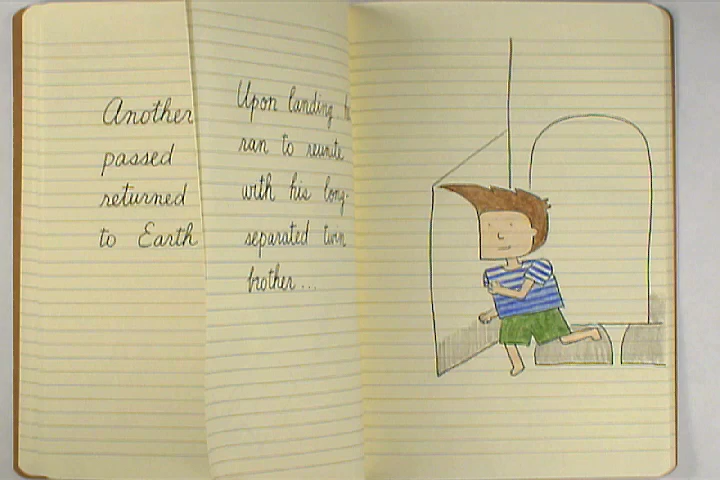 Another
passed
returned
to Earth
Upon landing
ran to reunite
with his long-
separated twin
brother...